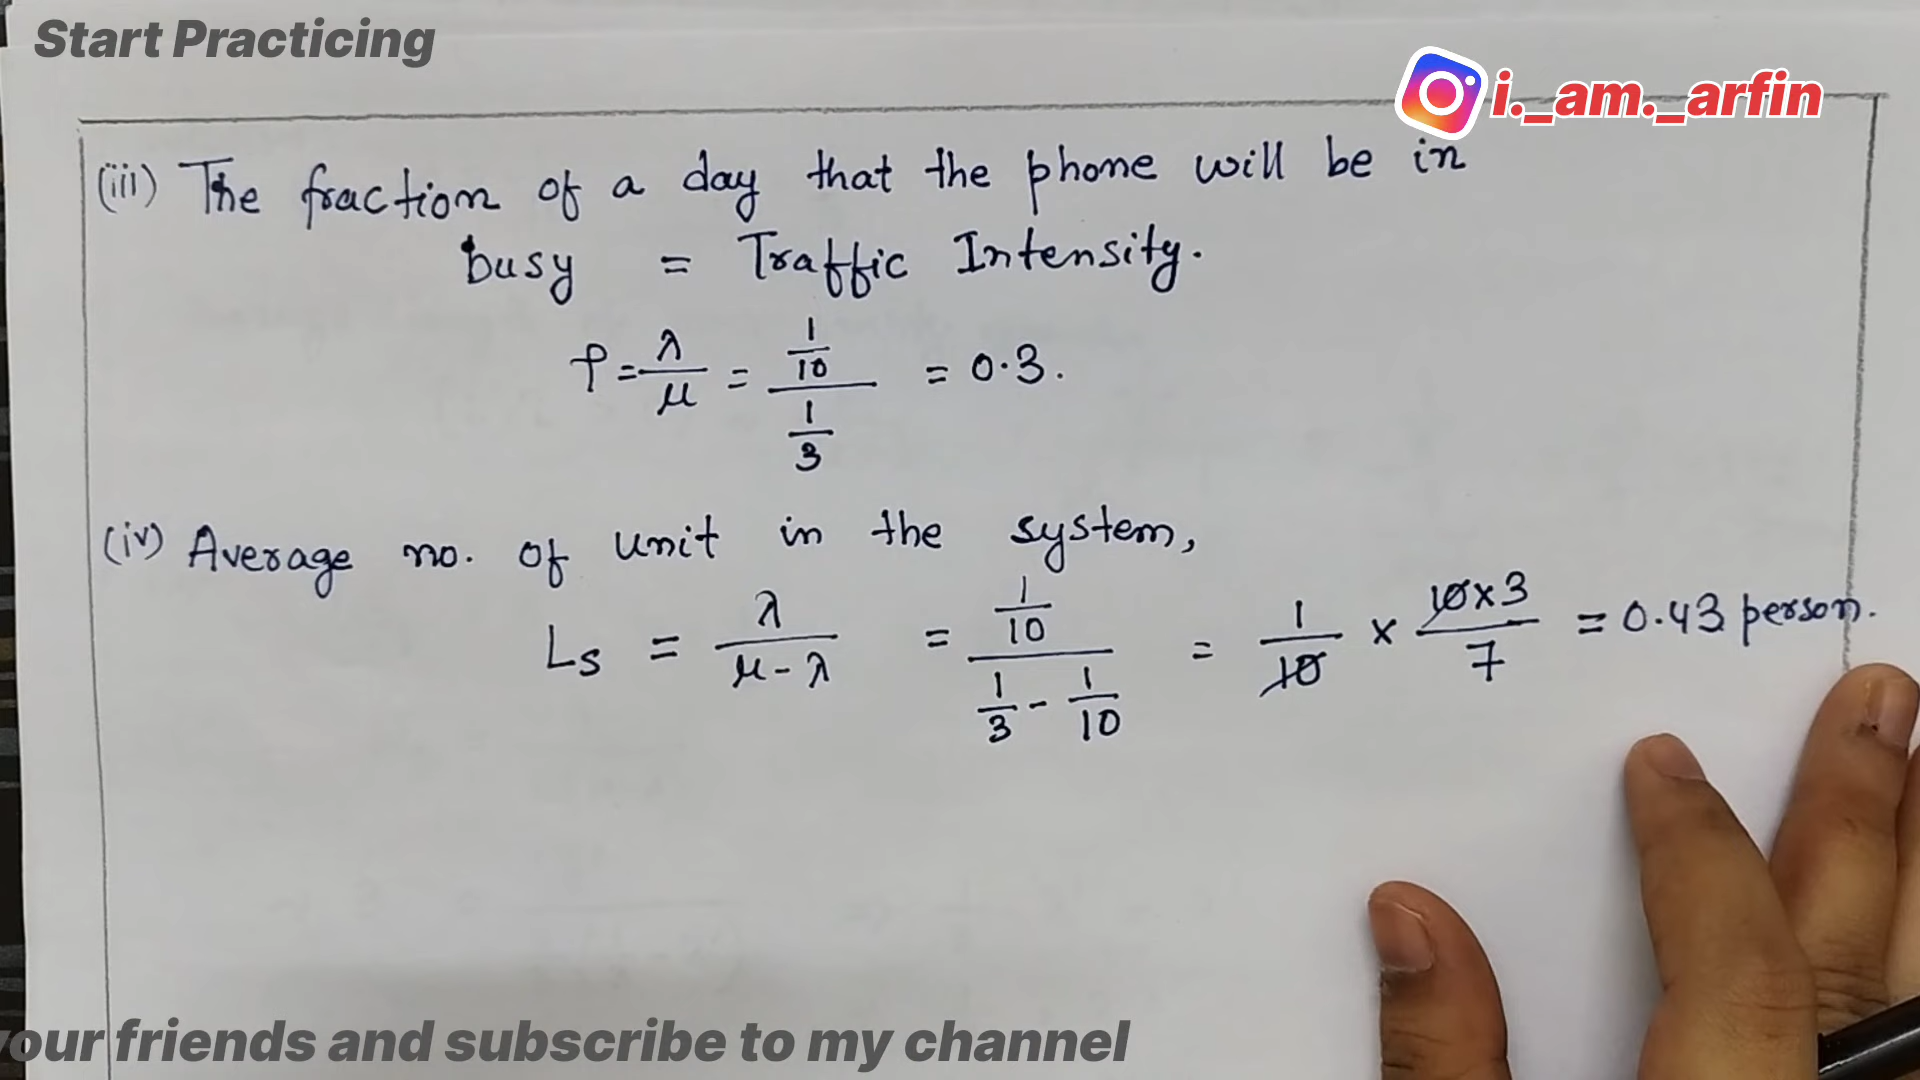 Start Practicing
i._am._arfin
(iii) The fraction of a day that the phone will be in
busy = Traffic Intensity.
ρ = λ/μ = (1/10)/(1/3) = 0.3.
(iv) Average no. of unit in the system,
Ls = λ/(μ-λ) = (1/10)/(1/3 - 1/10) = 1/10 × (10×3)/7 = 0.43 person.
your friends and subscribe to my channel